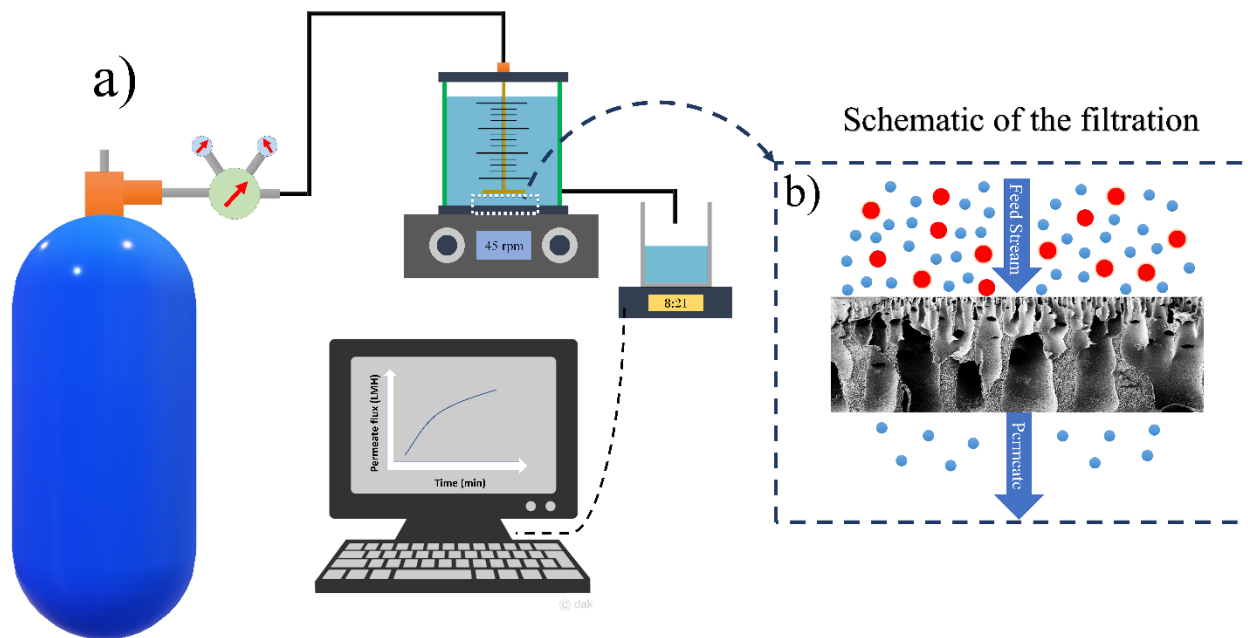 a)
Schematic of the filtration
b)
Feed Stream
45 rpm
8:21
Permeate flux (LMH)
Time (min)
Permeate
© dak